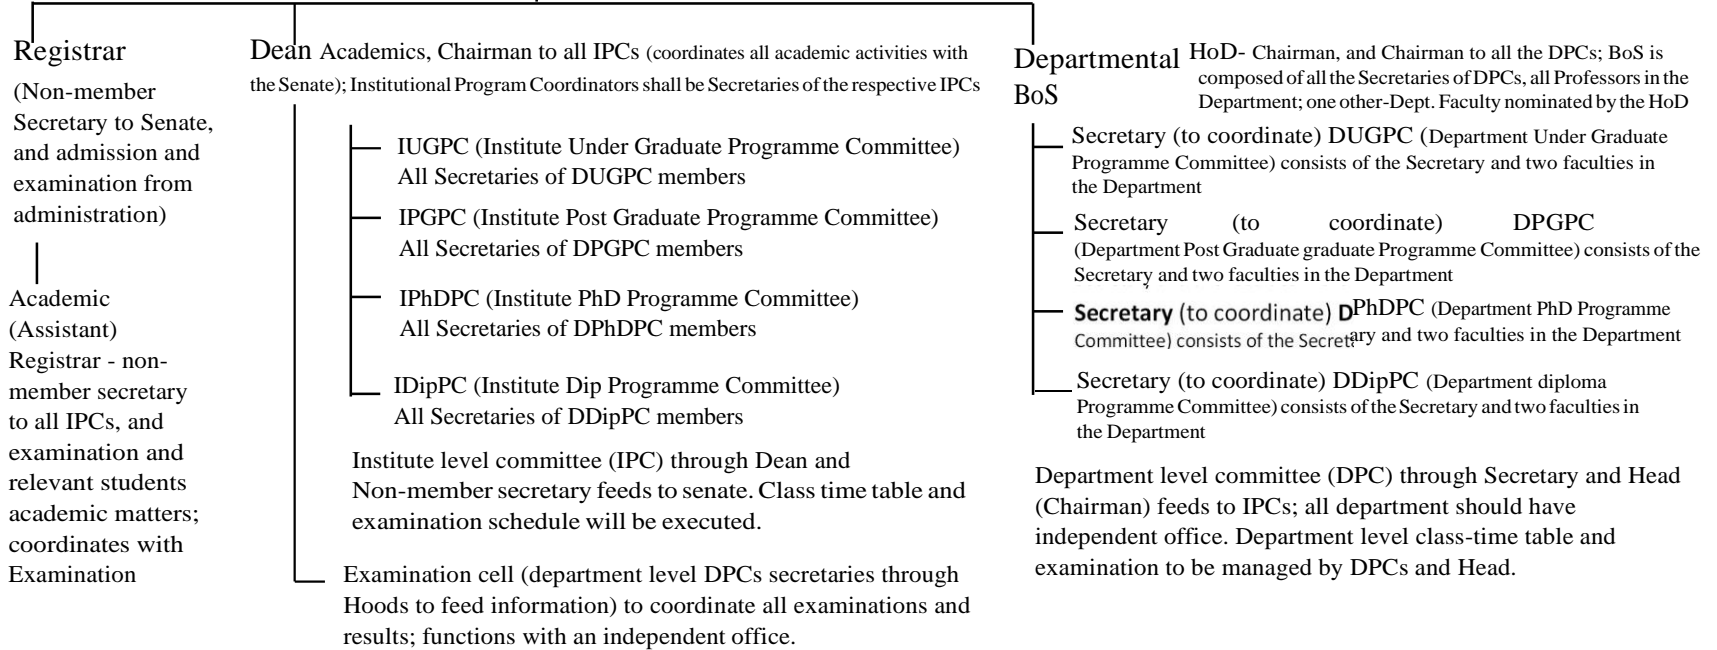 Registrar
(Non-member
Secretary to Senate,
and admission and
examination from
administration)
Academic
(Assistant)
Registrar - non-
member secretary
to all IPCs, and
examination and
relevant students
academic matters;
coordinates with
Examination
Dean Academics, Chairman to all IPCs (coordinates all academic activities with
the Senate); Institutional Program Coordinators shall be Secretaries of the respective IPCs
IUGPC (Institute Under Graduate Programme Committee)
All Secretaries of DUGPC members
IPGPC (Institute Post Graduate Programme Committee)
All Secretaries of DPGPC members
IPhDPC (Institute PhD Programme Committee)
All Secretaries of DPhDPC members
IDipPC (Institute Dip Programme Committee)
All Secretaries of DDipPC members
Institute level committee (IPC) through Dean and
Non-member secretary feeds to senate. Class time table and
examination schedule will be executed.
Examination cell (department level DPCs secretaries through
Hoods to feed information) to coordinate all examinations and
results; functions with an independent office.
Departmental
BoS
HoD- Chairman, and Chairman to all the DPCs; BoS is
composed of all the Secretaries of DPCs, all Professors in the
Department; one other-Dept. Faculty nominated by the HoD
Secretary (to coordinate) DUGPC (Department Under Graduate
Programme Committee) consists of the Secretary and two faculties in
the Department
Secretary (to coordinate) DPGPC
(Department Post Graduate graduate Programme Committee) consists of the
Secretary and two faculties in the Department
Secretary (to coordinate) DPhDPC (Department PhD Programme
Committee) consists of the Secretary and two faculties in the Department
Secretary (to coordinate) DDipPC (Department diploma
Programme Committee) consists of the Secretary and two faculties in
the Department
Department level committee (DPC) through Secretary and Head
(Chairman) feeds to IPCs; all department should have
independent office. Department level class-time table and
examination to be managed by DPCs and Head.